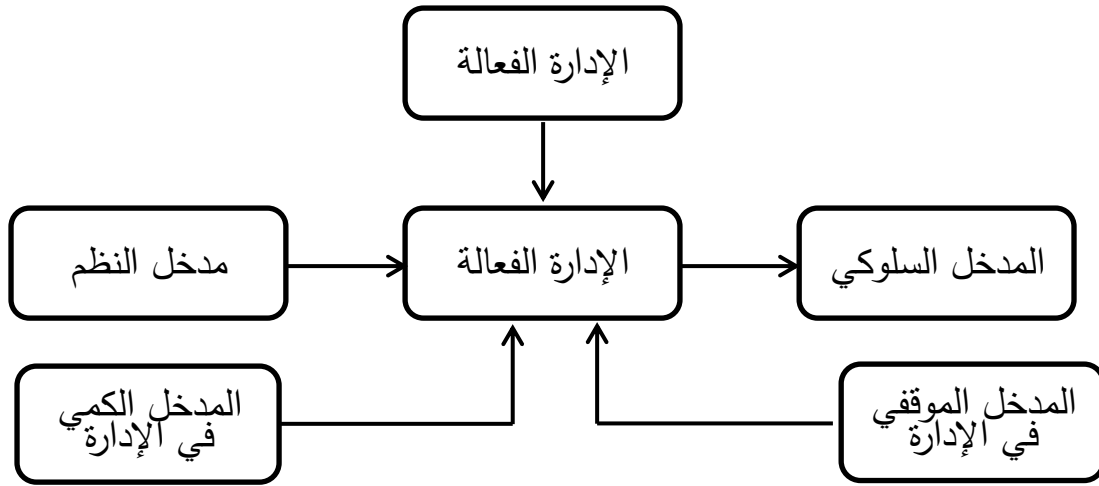 الإدارة الفعالة
المدخل السلوكي
الإدارة الفعالة
مدخل النظم
المدخل الموقفي
في الإدارة
المدخل الكمي
في الإدارة